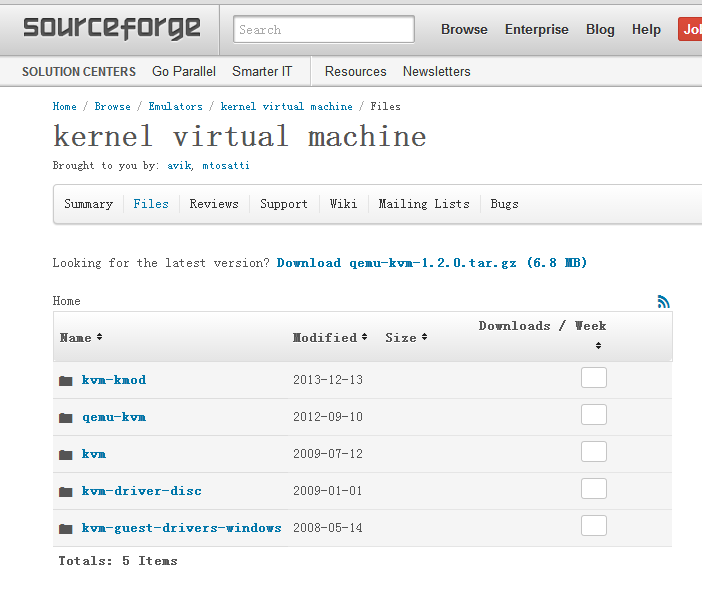 sourceforge
Search
Browse Enterprise Blog Help
SOLUTION CENTERS Go Parallel Smarter IT Resources Newsletters
Home / Browse / Emulators / kernel virtual machine / Files
kernel virtual machine
Brought to you by: avik, mtosatti
Summary Files Reviews Support Wiki Mailing Lists Bugs
Looking for the latest version? Download qemu-kvm-1.2.0.tar.gz (6.8 MB)
Home
Name Modified Size Downloads / Week
kvm-kmod 2013-12-13
qemu-kvm 2012-09-10
kvm 2009-07-12
kvm-driver-disc 2009-01-01
kvm-guest-drivers-windows 2008-05-14
Totals: 5 Items